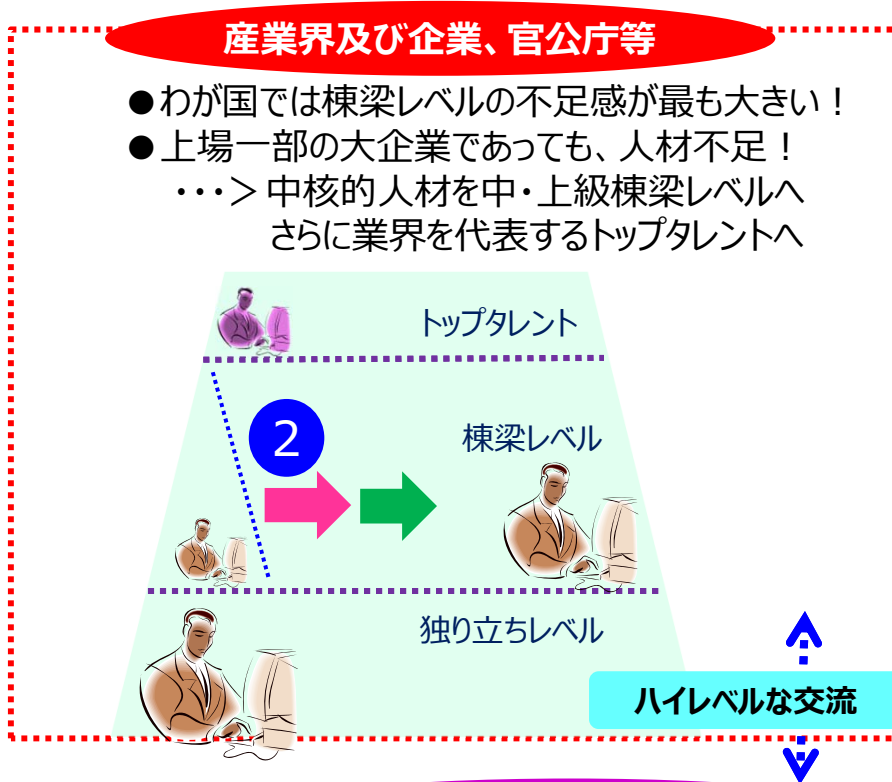 産業界及び企業、官公庁等
●わが国では棟梁レベルの不足感が最も大きい！
●上場一部の大企業であっても、人材不足！
・・・＞中核的人材を中・上級棟梁レベルへ
さらに業界を代表するトップタレントへ
トップタレント
2
棟梁レベル
独り立ちレベル
ハイレベルな交流